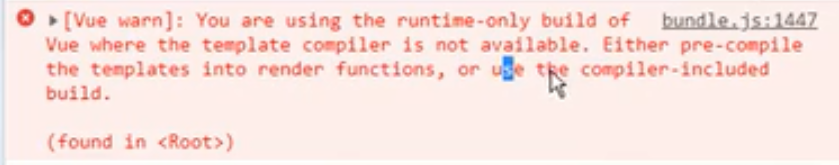 ▶[Vue warn]: You are using the runtime-only build of bundle.js:1447
Vue where the template compiler is not available. Either pre-compile
the templates into render functions, or use the compiler-included
build.
(found in <Root>)